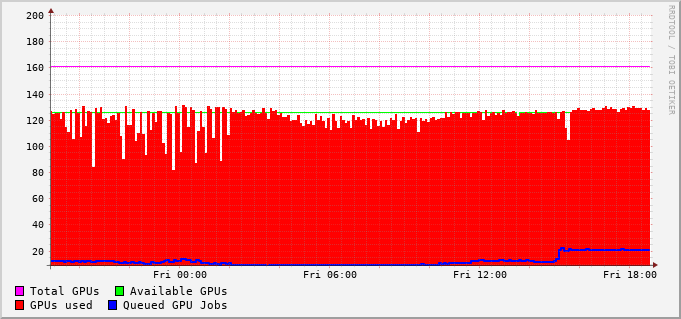 RRDTOOL / TOBI OETIKER
200
180
160
140
120
100
80
60
40
20
Fri 00:00 Fri 06:00 Fri 12:00 Fri 18:00
Total GPUs Available GPUs
GPUs used Queued GPU Jobs